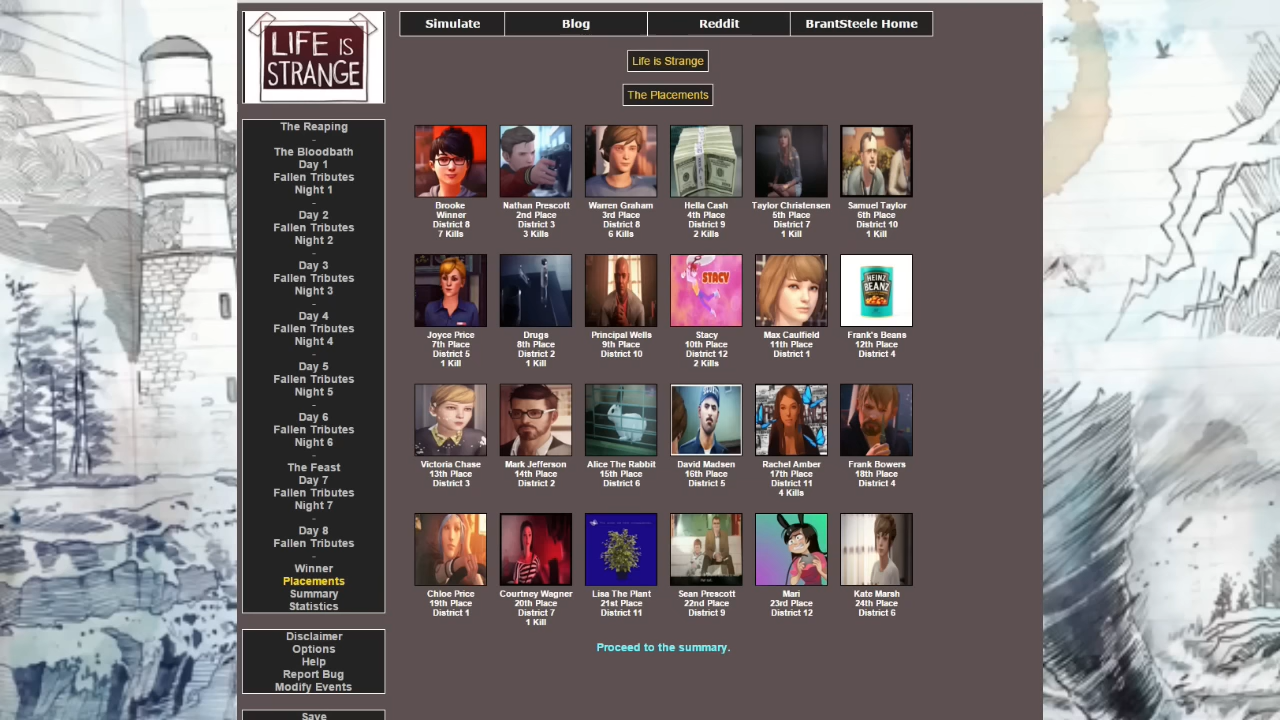 LIFE IS
STRANGE
Simulate
Blog
Reddit
BrantSteele Home
Life is Strange
The Placements
The Reaping
-
The Bloodbath
Day 1
Fallen Tributes
Night 1
-
Day 2
Fallen Tributes
Night 2
-
Day 3
Fallen Tributes
Night 3
-
Day 4
Fallen Tributes
Night 4
-
Day 5
Fallen Tributes
Night 5
-
Day 6
Fallen Tributes
Night 6
-
The Feast
Day 7
Fallen Tributes
Night 7
-
Day 8
Fallen Tributes
-
Winner
Placements
Summary
Statistics
Disclaimer
Options
Help
Report Bug
Modify Events
Save
Brooke
Winner
District 8
7 Kills
Nathan Prescott
2nd Place
District 3
3 Kills
Warren Graham
3rd Place
District 8
6 Kills
Hella Cash
4th Place
District 9
2 Kills
Taylor Christensen
5th Place
District 7
1 Kill
Samuel Taylor
6th Place
District 10
1 Kill
STACY
HEINZ
BEANZ
Joyce Price
7th Place
District 5
1 Kill
Drugs
8th Place
District 2
1 Kill
Principal Wells
9th Place
District 10
Stacy
10th Place
District 12
2 Kills
Max Caulfield
11th Place
District 1
Frank's Beans
12th Place
District 4
Victoria Chase
13th Place
District 3
Mark Jefferson
14th Place
District 2
Alice The Rabbit
15th Place
District 6
David Madsen
16th Place
District 5
Rachel Amber
17th Place
District 11
4 Kills
Frank Bowers
18th Place
District 4
Chloe Price
19th Place
District 1
Courtney Wagner
20th Place
District 7
1 Kill
Lisa The Plant
21st Place
District 11
Sean Prescott
22nd Place
District 9
Mari
23rd Place
District 12
Kate Marsh
24th Place
District 6
Proceed to the summary.